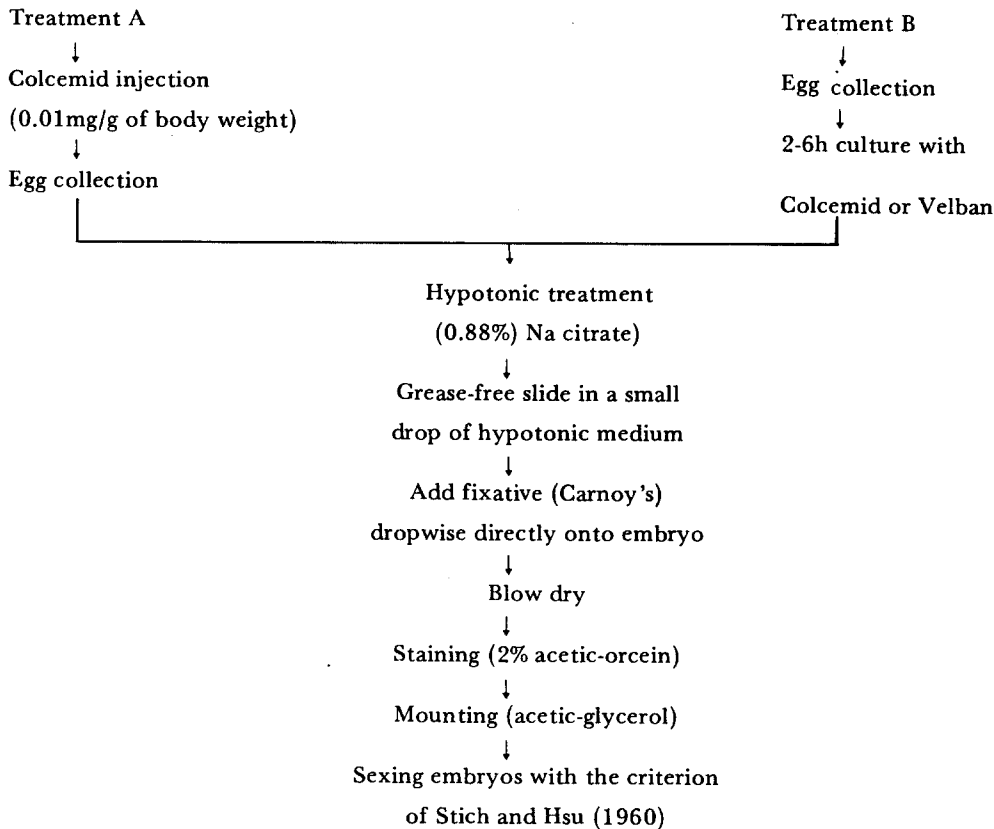 Treatment A
Colcemid injection
(0.01mg/g of body weight)
Egg collection
Treatment B
Egg collection
2-6h culture with
Colcemid or Velban
Hypotonic treatment
(0.88%) Na citrate)
Grease-free slide in a small
drop of hypotonic medium
Add fixative (Carnoy's)
dropwise directly onto embryo
Blow dry
Staining (2% acetic-orcein)
Mounting (acetic-glycerol)
Sexing embryos with the criterion
of Stich and Hsu (1960)